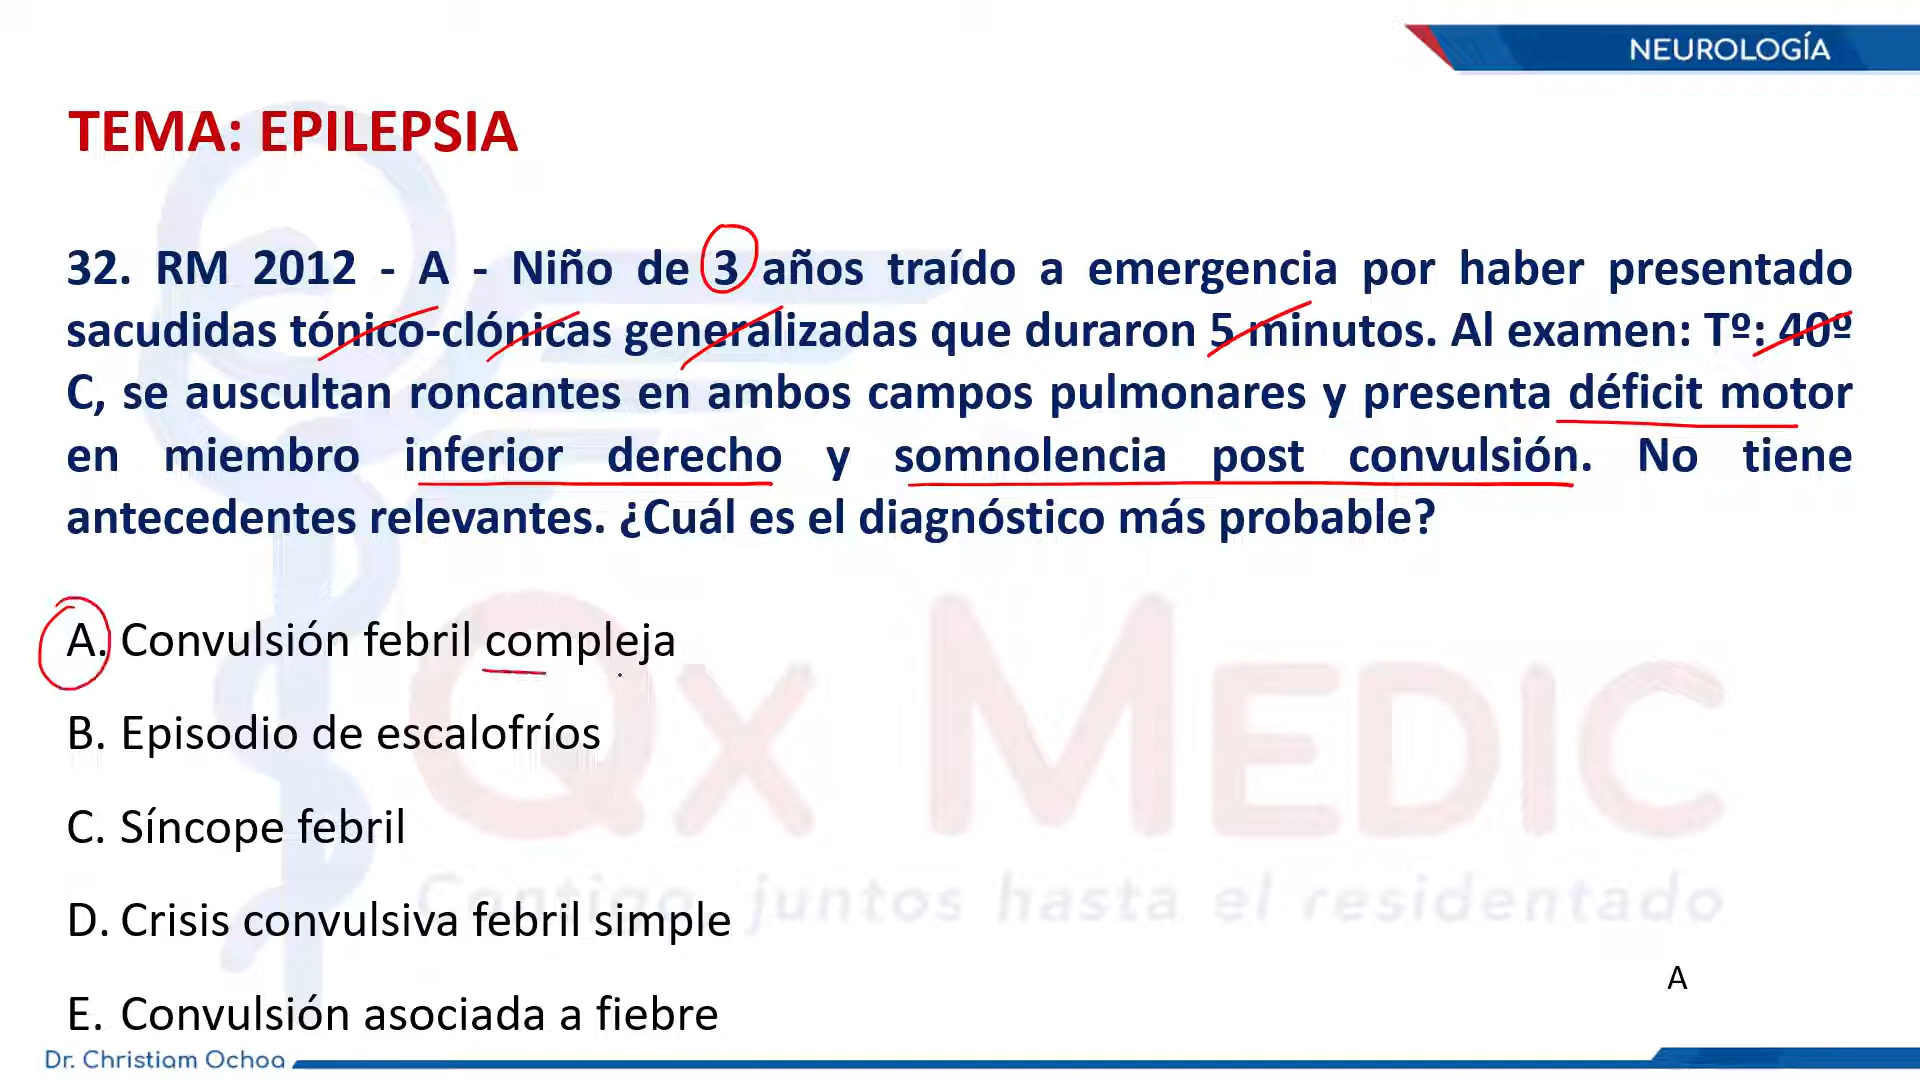 NEUROLOGÍA
TEMA: EPILEPSIA
32. RM 2012 - A - Niño de 3 años traído a emergencia por haber presentado
sacudidas tónico-clónicas generalizadas que duraron 5 minutos. Al examen: Tº: 40º
C, se auscultan roncantes en ambos campos pulmonares y presenta déficit motor
en miembro inferior derecho y somnolencia post convulsión. No tiene
antecedentes relevantes. ¿Cuál es el diagnóstico más probable?
A. Convulsión febril compleja
B. Episodio de escalofríos
C. Síncope febril
D. Crisis convulsiva febril simple
E. Convulsión asociada a fiebre
QX MEDIC
Contigo, juntos hasta el residentado
A
Dr. Christiam Ochoa